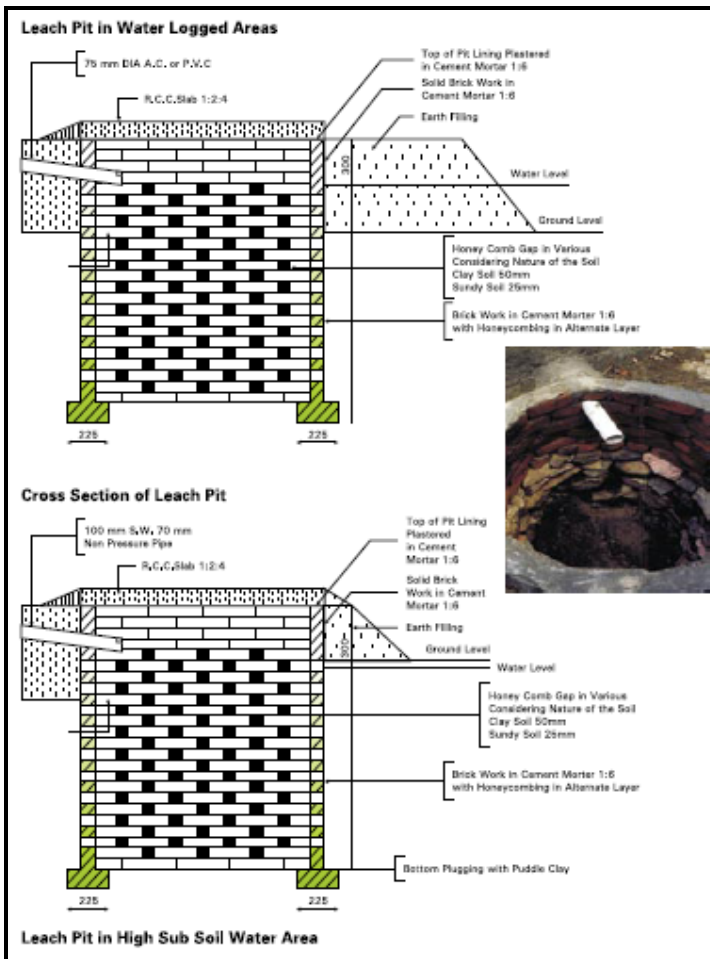 Leach Pit in Water Logged Areas
75 mm DIA A.C. or P.V.C
R.C.C.Slab 1:2:4
Top of Pit Lining Plastered
in Cement Mortar 1:6
Solid Brick Work in
Cement Mortar 1:6
Earth Filling
300
Water Level
Ground Level
Honey Comb Gap in Various
Considering Nature of the Soil
Clay Soil 50mm
Sundy Soil 25mm
Brick Work in Cement Morter 1:6
with Honeycombing in Alternate Layer
225
225
Cross Section of Leach Pit
100 mm S.W. 70 mm
Non Pressure Pipe
R.C.C.Slab 1:2:4
Top of Pit Lining
Plastered
in Cement
Mortar 1:6
Solid Brick
Work in Cement
Mortar 1:6
Earth Filling
300
Ground Level
Water Level
Honey Comb Gap in Various
Considering Nature of the Soil
Clay Soil 50mm
Sundy Soil 25mm
Brick Work in Cement Morter 1:6
with Honeycombing in Alternate Layer
Bottom Plugging with Puddle Clay
225
225
Leach Pit in High Sub Soil Water Area